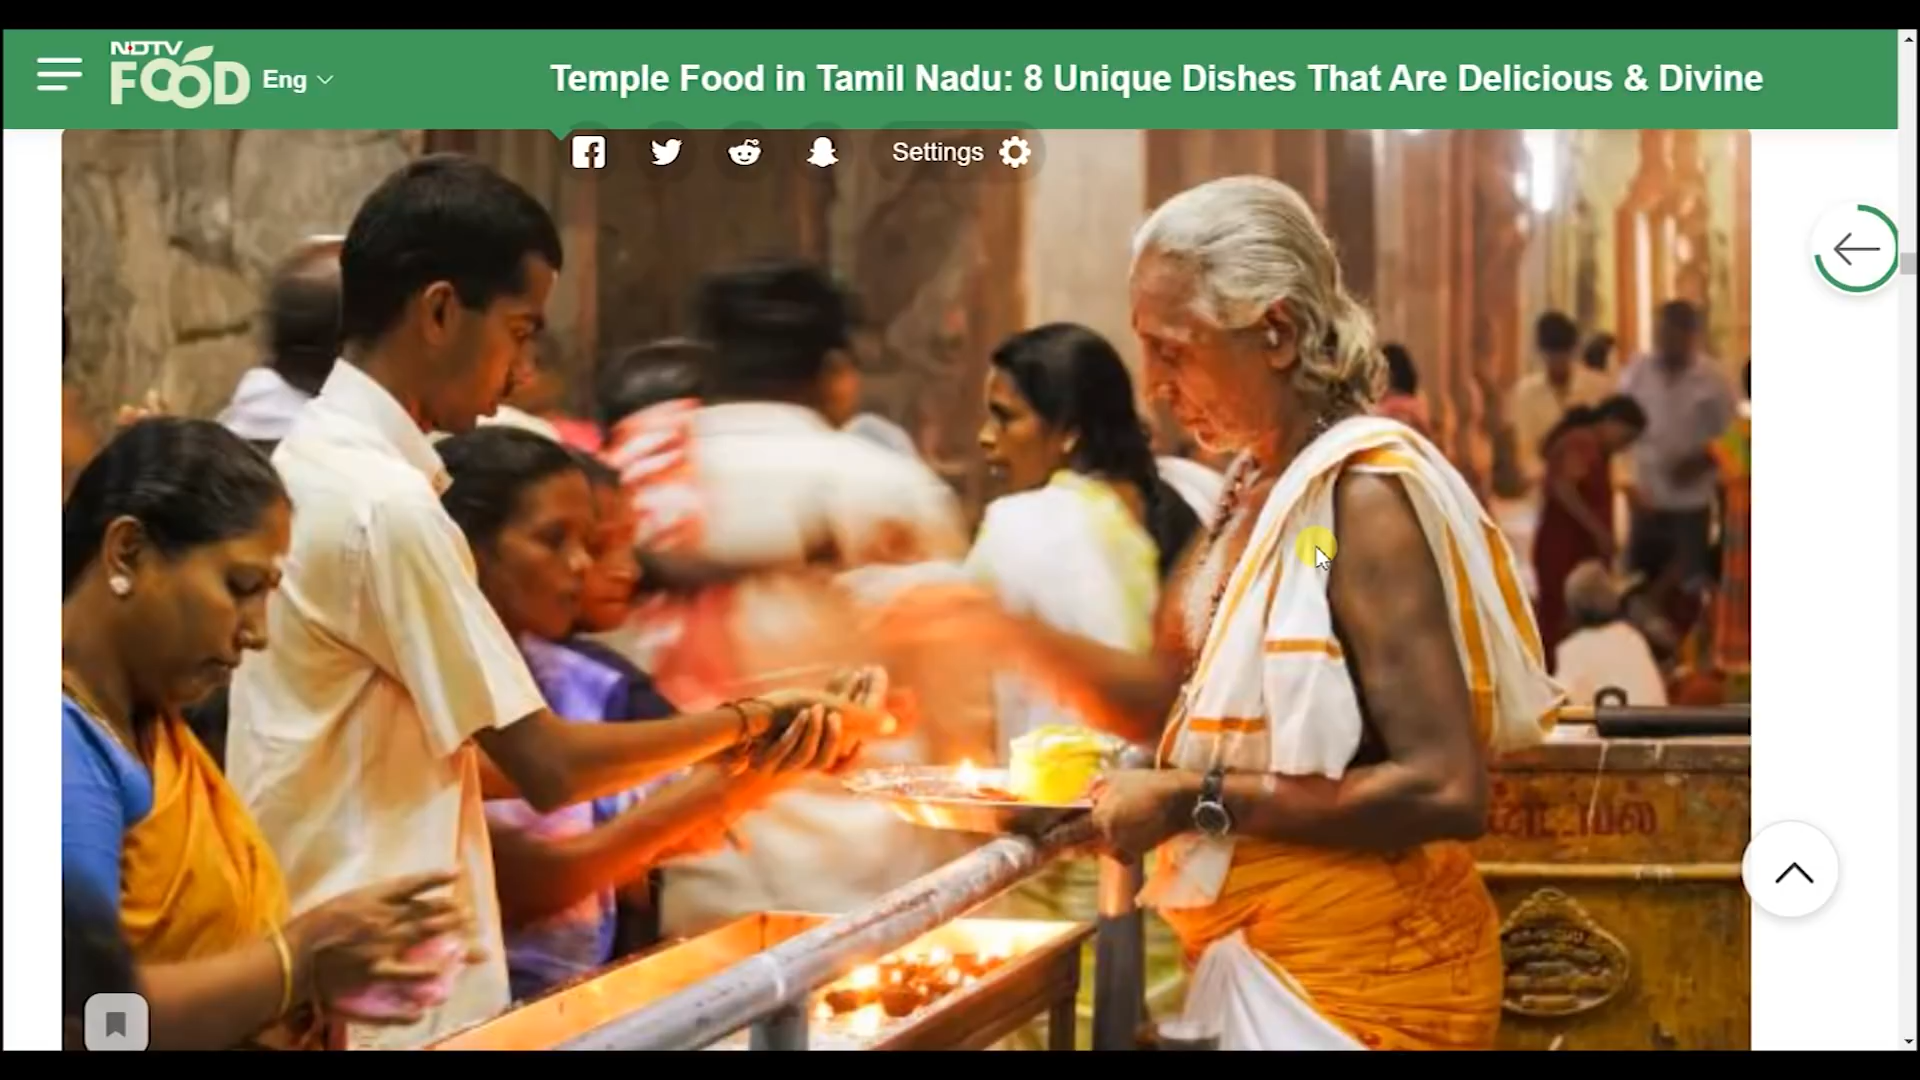 NDTV
FOOD
Eng
Temple Food in Tamil Nadu: 8 Unique Dishes That Are Delicious & Divine
Settings